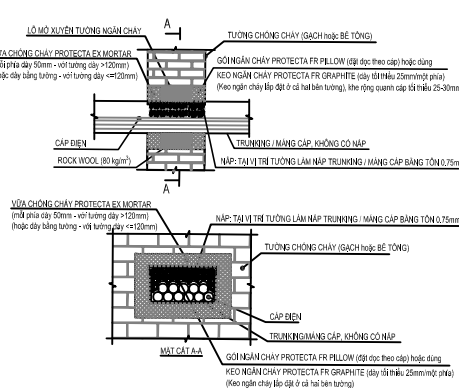 A
LỖ MỞ XUYÊN TƯỜNG NGĂN CHÁY
TƯỜNG CHỐNG CHÁY (GẠCH hoặc BÊ TÔNG)
VỮA CHỐNG CHÁY PROTECTA EX MORTAR
(mỗi phía dày 50mm - với tường dày >120mm)
(hoặc dày bằng tường - với tường dày <=120mm)
GÓI NGĂN CHÁY PROTECTA FR PILLOW (đặt dọc theo cáp) hoặc dùng
KEO NGĂN CHÁY PROTECTA FR GRAPHITE (dày tối thiểu 25mm/một phía)
(Keo ngăn cháy lắp đặt ở cả hai bên tường), khe rộng quanh cáp tối thiểu 25-30mm
CÁP ĐIỆN
TRUNKING / MÁNG CÁP, KHÔNG CÓ NẮP
ROCK WOOL (80 kg/m³)
NẮP: TẠI VỊ TRÍ TƯỜNG LÀM NẮP TRUNKING / MÁNG CÁP BẰNG TÔN 0.75mm
A
VỮA CHỐNG CHÁY PROTECTA EX MORTAR
(mỗi phía dày 50mm - với tường dày >120mm)
(hoặc dày bằng tường - với tường dày <=120mm)
NẮP: TẠI VỊ TRÍ TƯỜNG LÀM NẮP TRUNKING / MÁNG CÁP BẰNG TÔN 0.75mm
TƯỜNG CHỐNG CHÁY (GẠCH hoặc BÊ TÔNG)
CÁP ĐIỆN
TRUNKING/MÁNG CÁP, KHÔNG CÓ NẮP
MẶT CẮT A-A
GÓI NGĂN CHÁY PROTECTA FR PILLOW (đặt dọc theo cáp) hoặc dùng
KEO NGĂN CHÁY PROTECTA FR GRAPHITE (dày tối thiểu 25mm/một phía)
(Keo ngăn cháy lắp đặt ở cả hai bên tường)